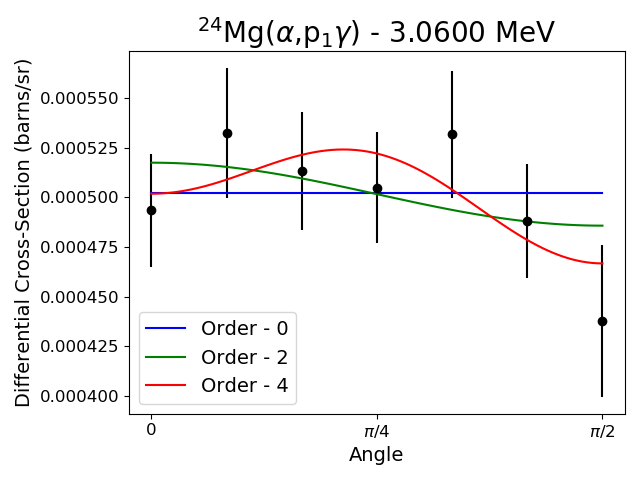 ²⁴Mg(α,p₁γ) - 3.0600 MeV
Differential Cross-Section (barns/sr)
0.000550
0.000525
0.000500
0.000475
0.000450
0.000425
0.000400
Order - 0
Order - 2
Order - 4
0 π/4 π/2
Angle